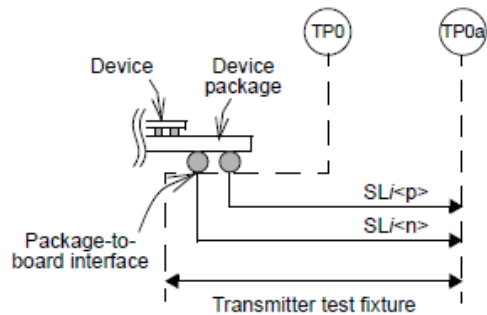 TP0
TP0a
Device
Device
package
SLi<p>
SLi<n>
Package-to-
board interface
Transmitter test fixture